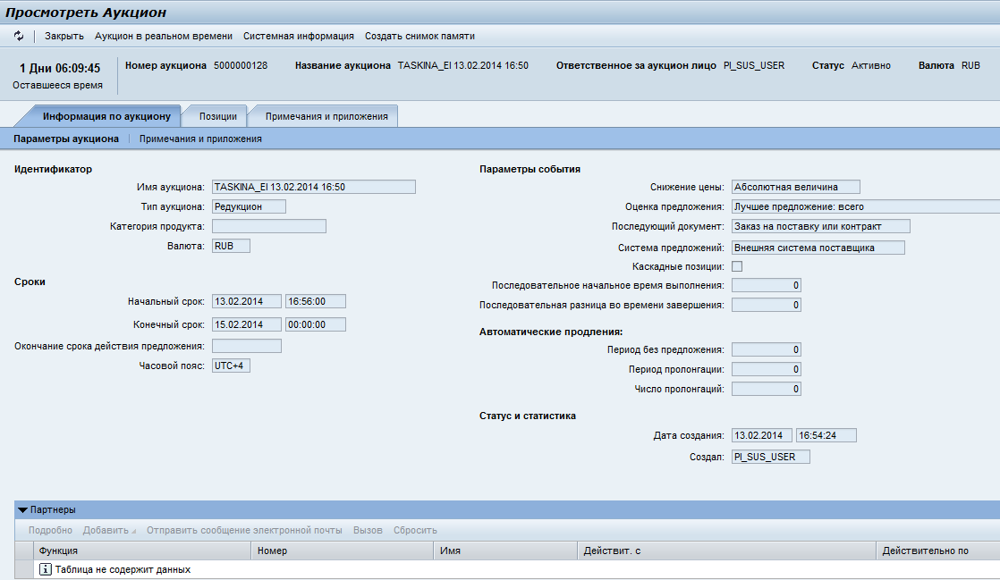 Просмотреть Аукцион
Закрыть Аукцион в реальном времени Системная информация Создать снимок памяти
1 Дни 06:09:45
Оставшееся время
Номер аукциона 5000000128 Название аукциона TASKINA_EI 13.02.2014 16:50 Ответственное за аукцион лицо PI_SUS_USER Статус Активно Валюта RUB
Информация по аукциону Позиции Примечания и приложения
Параметры аукциона Примечания и приложения
Идентификатор
Имя аукциона: TASKINA_EI 13.02.2014 16:50
Тип аукциона: Редукцион
Категория продукта:
Валюта: RUB
Сроки
Начальный срок: 13.02.2014 16:56:00
Конечный срок: 15.02.2014 00:00:00
Окончание срока действия предложения:
Часовой пояс: UTC+4
Параметры события
Снижение цены: Абсолютная величина
Оценка предложения: Лучшее предложение: всего
Последующий документ: Заказ на поставку или контракт
Система предложений: Внешняя система поставщика
Каскадные позиции:
Последовательное начальное время выполнения: 0
Последовательная разница во времени завершения: 0
Автоматические продления:
Период без предложения: 0
Период пролонгации: 0
Число пролонгаций: 0
Статус и статистика
Дата создания: 13.02.2014 16:54:24
Создал: PI_SUS_USER
Партнеры
Подробно Добавить Отправить сообщение электронной почты Вызов Сбросить
Функция Номер Имя Действит. с Действительно по
Таблица не содержит данных